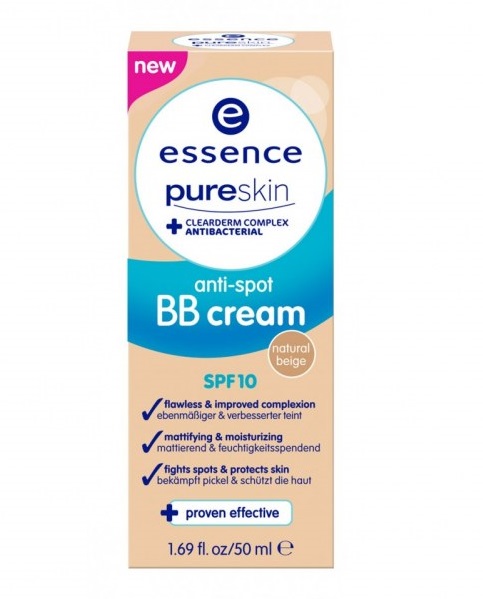 new
e
essence
pureskin
+ CLEARDERM COMPLEX
ANTIBACTERIAL
anti-spot
BB cream
natural
beige
SPF 10
✓ flawless & improved complexion
ebenmäßiger & verbesserter teint
✓ mattifying & moisturizing
mattierend & feuchtigkeitsspendend
✓ fights spots & protects skin
bekämpft pickel & schützt die haut
+ proven effective
1.69 fl. oz/50 ml ℮